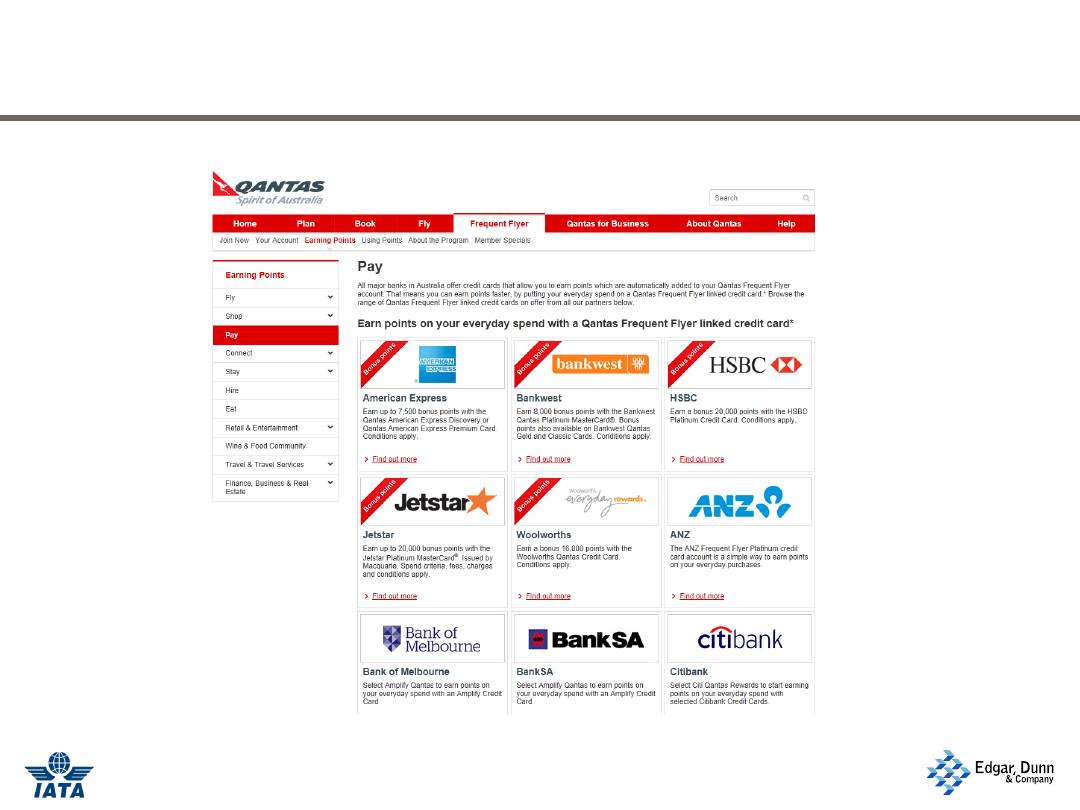 QANTAS
Spirit of Australia
Search
Home Plan Book Fly Frequent Flyer Qantas for Business About Qantas Help
Join Now Your Account Earning Points Using Points About the Program Member Specials
Earning Points
Fly
Shop
Pay
Connect
Stay
Hire
Eat
Retail & Entertainment
Wine & Food Community
Travel & Travel Services
Finance, Business & Real
Estate
Pay
All major banks in Australia offer credit cards that allow you to earn points which are automatically added to your Qantas Frequent Flyer
account. That means you can earn points faster, by putting your everyday spend on a Qantas Frequent Flyer linked credit card.* Browse the
range of Qantas Frequent Flyer linked credit cards on offer from all our partners below.
Earn points on your everyday spend with a Qantas Frequent Flyer linked credit card*
Bonus points
AMERICAN
EXPRESS
®
American Express
Earn up to 7,500 bonus points with the
Qantas American Express Discovery or
Qantas American Express Premium Card.
Conditions apply.
Find out more
Bonus points
bankwest
Bankwest
Earn 8,000 bonus points with the Bankwest
Qantas Platinum MasterCard®. Bonus
points also available on Bankwest Qantas
Gold and Classic Cards. Conditions apply.
Find out more
Bonus points
HSBC
HSBC
Earn a bonus 20,000 points with the HSBC
Platinum Credit Card. Conditions apply.
Find out more
Bonus points
Jetstar
Jetstar
Earn up to 20,000 bonus points with the
Jetstar Platinum MasterCard®. Issued by
Macquarie. Spend criteria, fees, charges
and conditions apply.
Find out more
Bonus points
Woolworths
everyday rewards
Woolworths
Earn a bonus 16,000 points with the
Woolworths Qantas Credit Card.
Conditions apply.
Find out more
ANZ
ANZ
The ANZ Frequent Flyer Platinum credit
card account is a simple way to earn points
on your everyday purchases.
Find out more
Bank of
Melbourne
Bank of Melbourne
Select Amplify Qantas to earn points on
your everyday spend with an Amplify Credit
Card.
BankSA
BankSA
Select Amplify Qantas to earn points on
your everyday spend with an Amplify Credit
Card.
citibank
Citibank
Select Citi Qantas Rewards to start earning
points on your everyday spend with
selected Citibank Credit Cards.
IATA
Edgar, Dunn
& Company